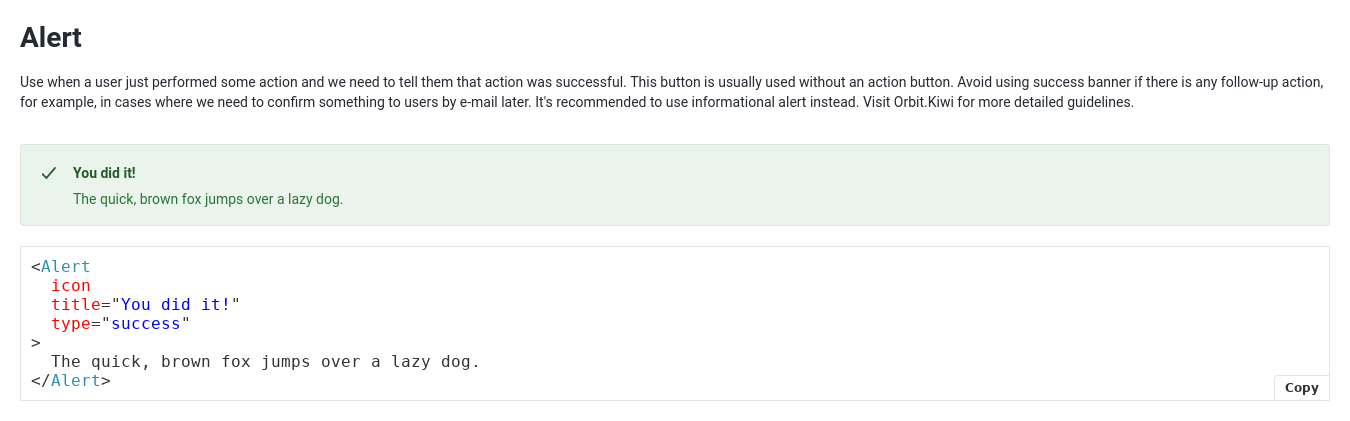 Alert
Use when a user just performed some action and we need to tell them that action was successful. This button is usually used without an action button. Avoid using success banner if there is any follow-up action,
for example, in cases where we need to confirm something to users by e-mail later. It's recommended to use informational alert instead. Visit Orbit.Kiwi for more detailed guidelines.
You did it!
The quick, brown fox jumps over a lazy dog.
<Alert
  icon
  title="You did it!"
  type="success"
>
  The quick, brown fox jumps over a lazy dog.
</Alert>
Copy